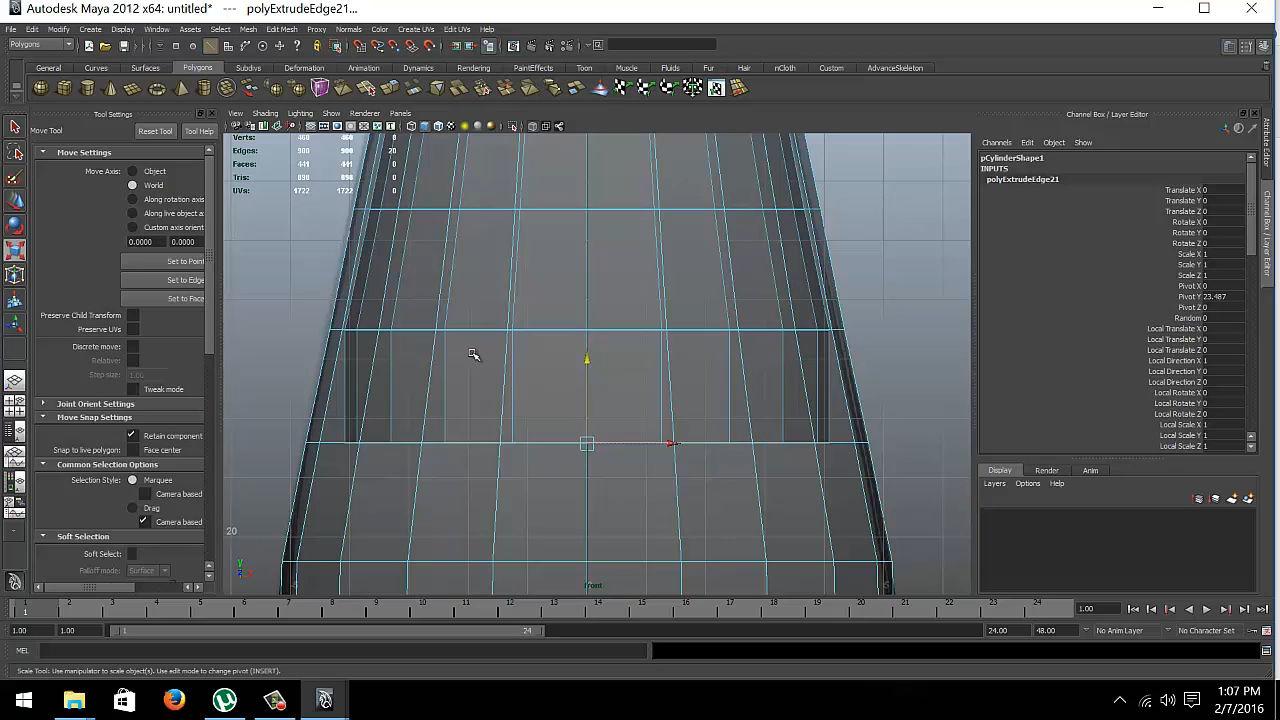 Autodesk Maya 2012 x64: untitled* --- polyExtrudeEdge21...
File Edit Modify Create Display Window Assets Select Mesh Edit Mesh Proxy Normals Color Create UVs Edit UVs Help
Polygons
General Curves Surfaces Polygons Subdivs Deformation Animation Dynamics Rendering PaintEffects Toon Muscle Fluids Fur Hair nCloth Custom AdvanceSkeleton
Tool Settings
Move Tool Reset Tool Tool Help
Move Settings
Move Axis: Object
World
Along rotation axis
Along live object a
Custom axis orient
0.0000 0.0000
Set to Point
Set to Edge
Set to Face
Preserve Child Transform
Preserve UVs
Discrete move:
Relative:
Step size: 1.00
Tweak mode
Joint Orient Settings
Move Snap Settings
Retain component
Snap to live polygon: Face center
Common Selection Options
Selection Style: Marquee
Camera based
Drag
Camera based
Soft Selection
Soft Select:
Falloff mode: Surface
View Shading Lighting Show Renderer Panels
Verts: 460 460 0
Edges: 900 900 20
Faces: 441 441 0
Tris: 898 898 0
UVs: 1722 1722 0
20
y
front
5
Channel Box / Layer Editor
Channels Edit Object Show
pCylinderShape1
INPUTS
polyExtrudeEdge21
Translate X 0
Translate Y 0
Translate Z 0
Rotate X 0
Rotate Y 0
Rotate Z 0
Scale X 1
Scale Y 1
Scale Z 1
Pivot X 0
Pivot Y 23.487
Pivot Z 0
Random 0
Local Translate X 0
Local Translate Y 0
Local Translate Z 0
Local Direction X 1
Local Direction Y 0
Local Direction Z 0
Local Rotate X 0
Local Rotate Y 0
Local Rotate Z 0
Local Scale X 1
Local Scale Y 1
Local Scale Z 1
Display Render Anim
Layers Options Help
Attribute Editor
Channel Box / Layer Editor
1 2 3 4 5 6 7 8 9 10 11 12 13 14 15 16 17 18 19 20 21 22 23 24
1.00
1.00 1.00 1 24 24.00 48.00 No Anim Layer No Character Set
MEL
Scale Tool: Use manipulator to scale object(s). Use edit mode to change pivot (INSERT).
1:07 PM
2/7/2016